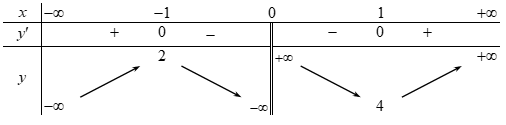 x −∞ −1 0 1 +∞
y' + 0 − − 0 + 
2 +∞ +∞
y
−∞ −∞ 4